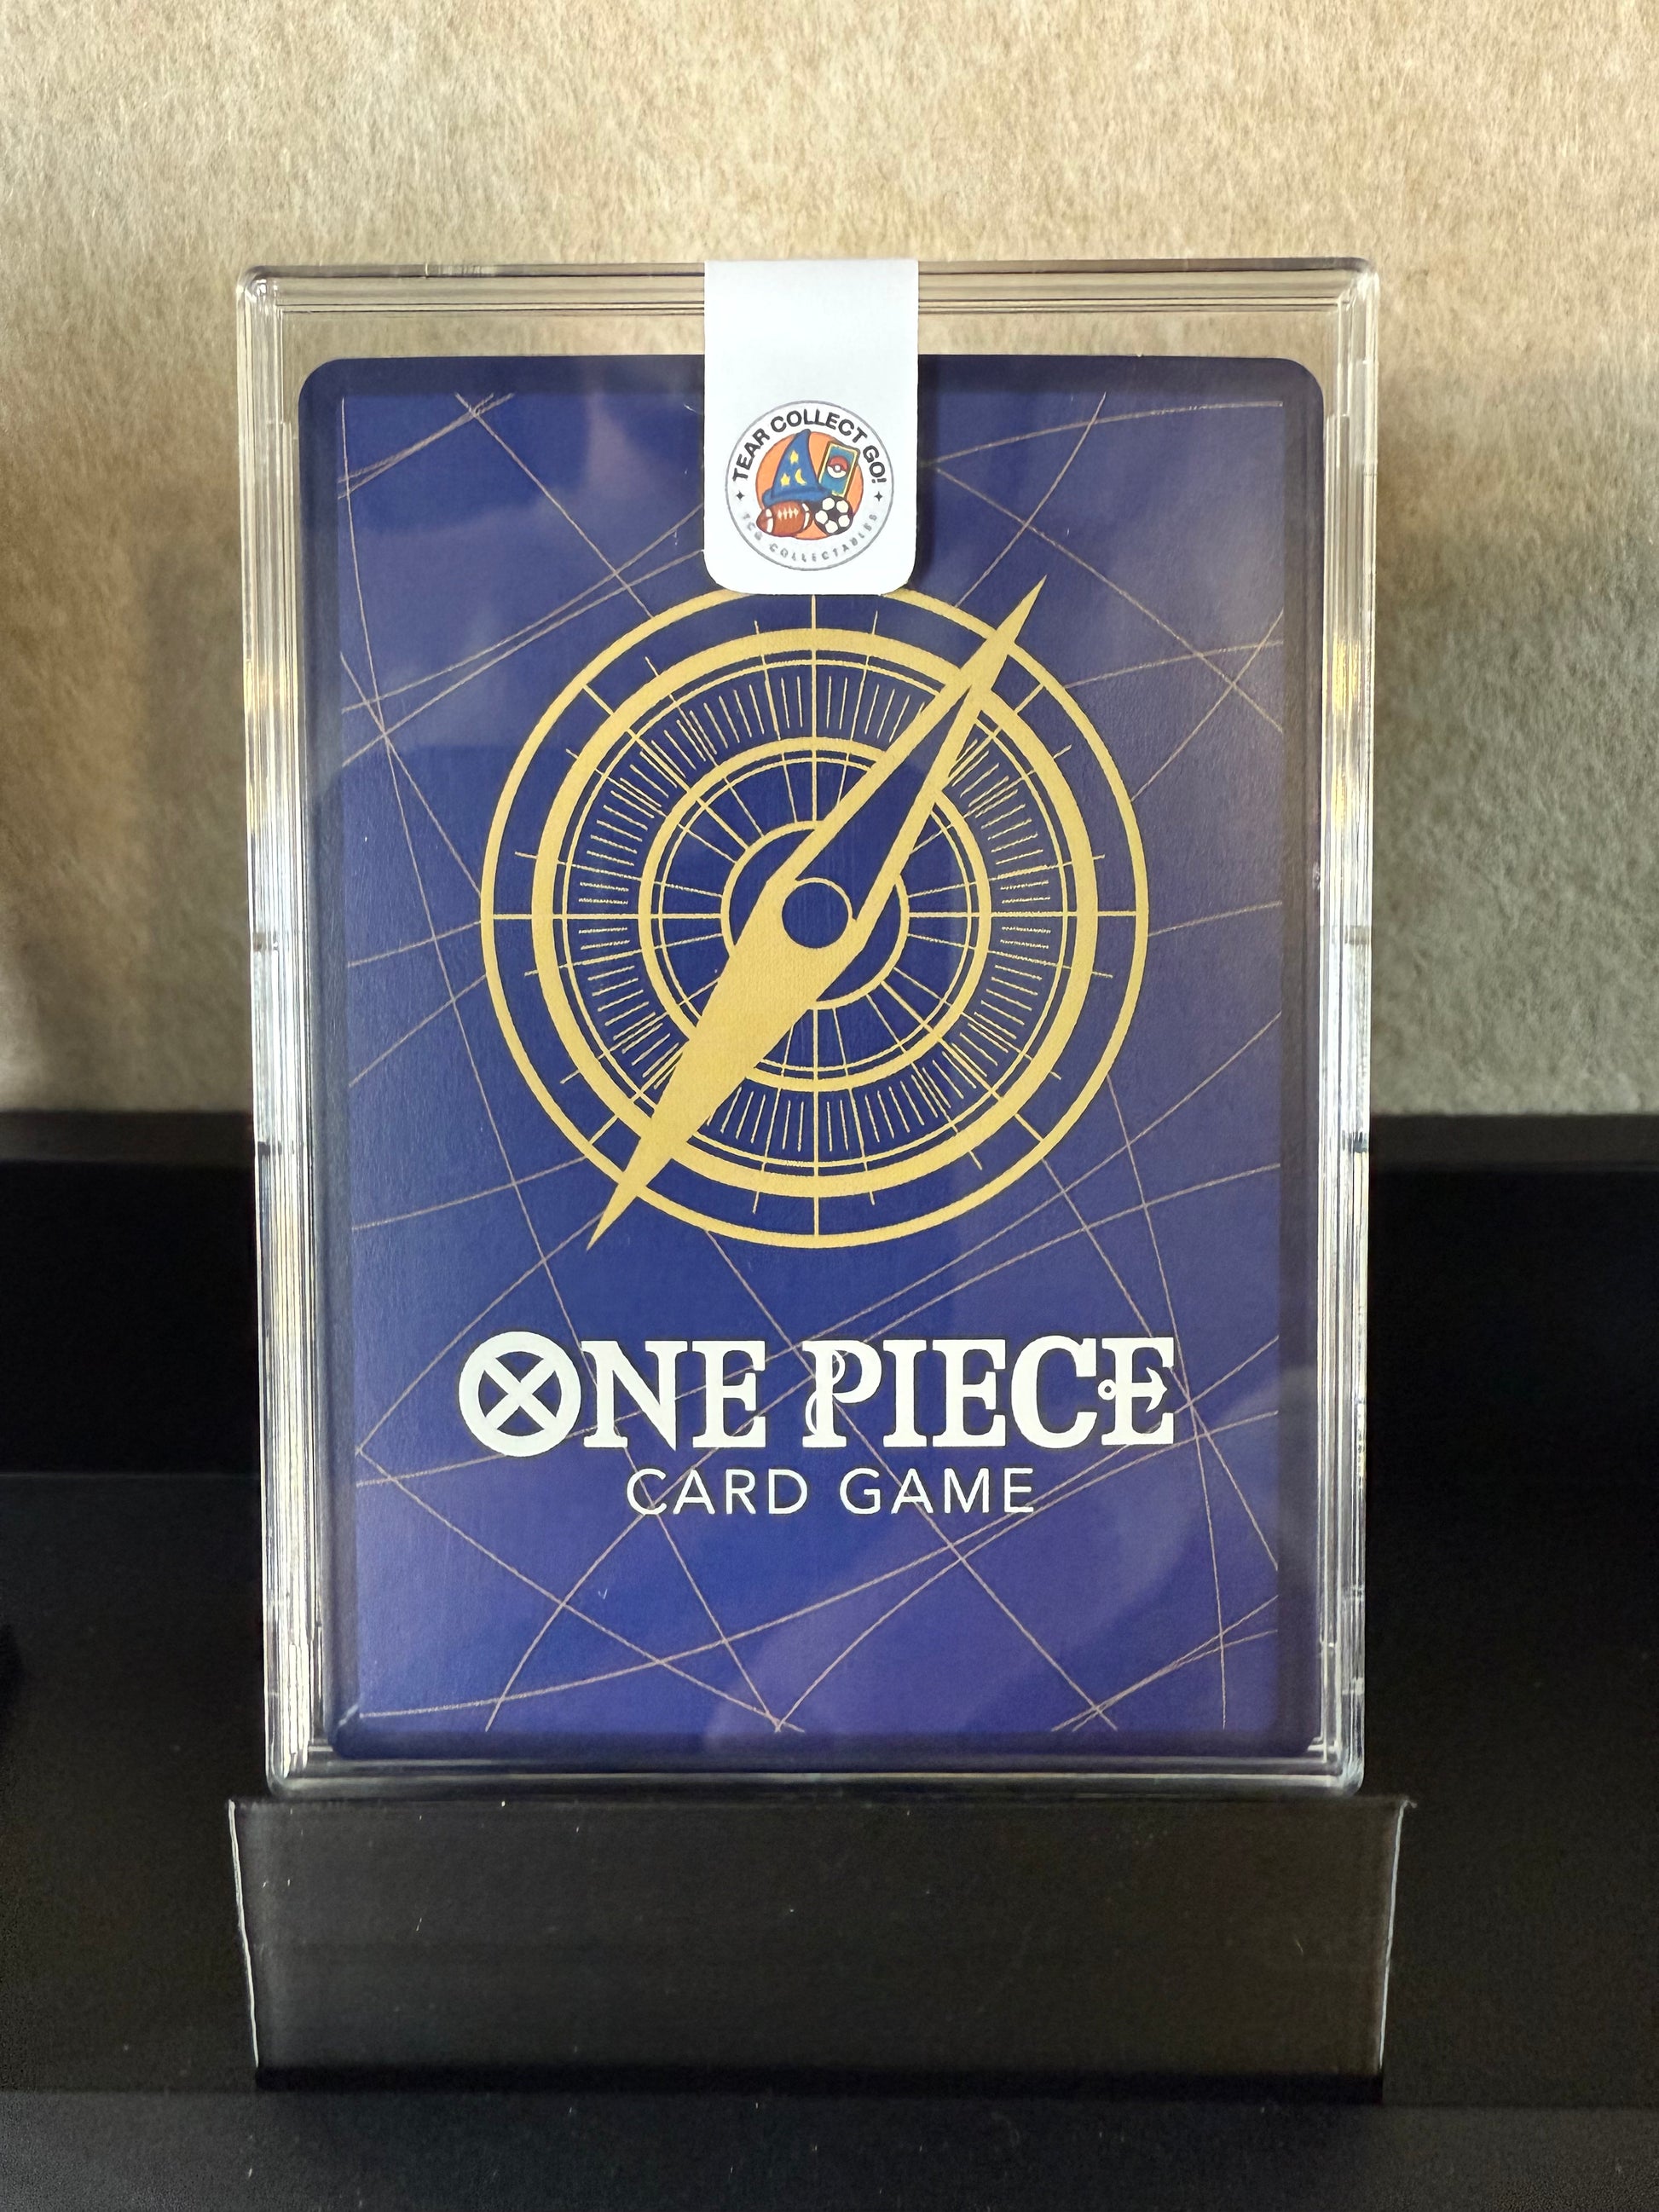 TEAR COLLECT GO!
TCG COLLECTABLES
ONE PIECE
CARD GAME